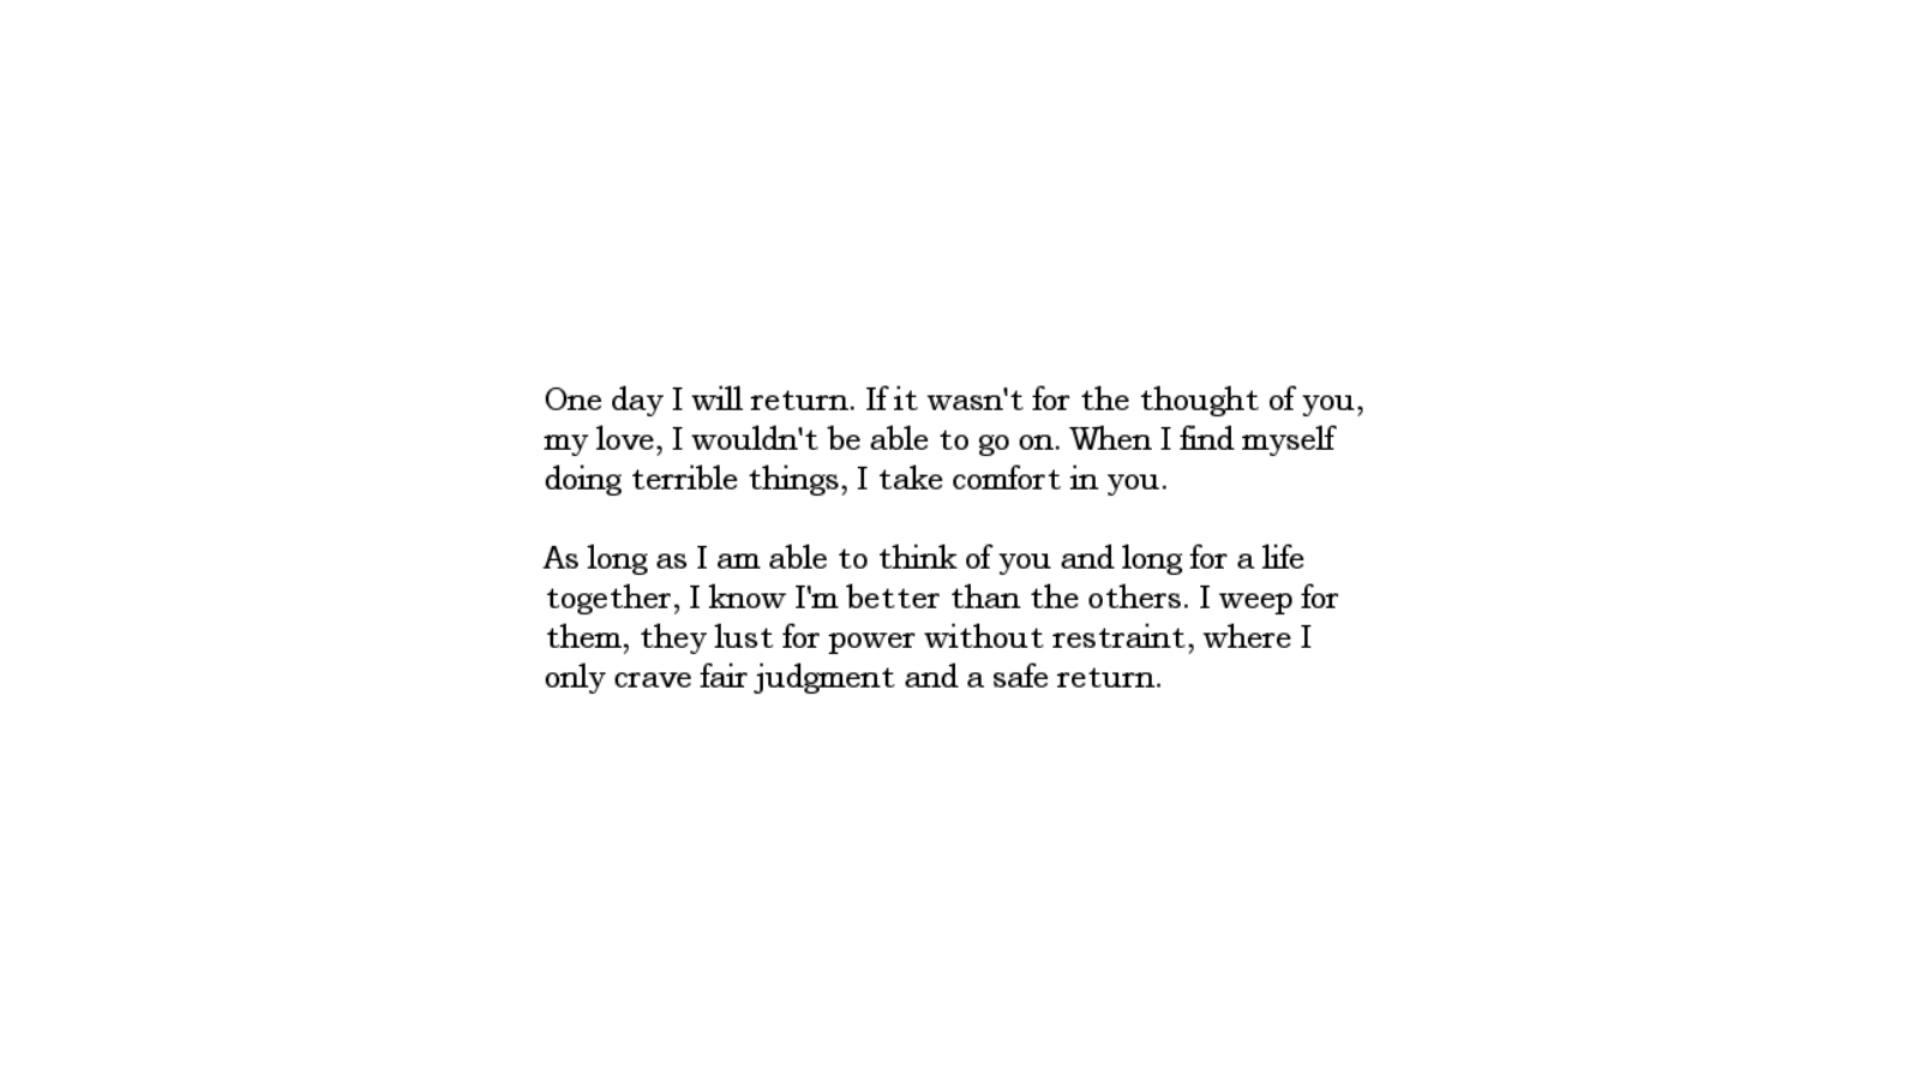 One day I will return. If it wasn't for the thought of you,
my love, I wouldn't be able to go on. When I find myself
doing terrible things, I take comfort in you.
As long as I am able to think of you and long for a life
together, I know I'm better than the others. I weep for
them, they lust for power without restraint, where I
only crave fair judgment and a safe return.